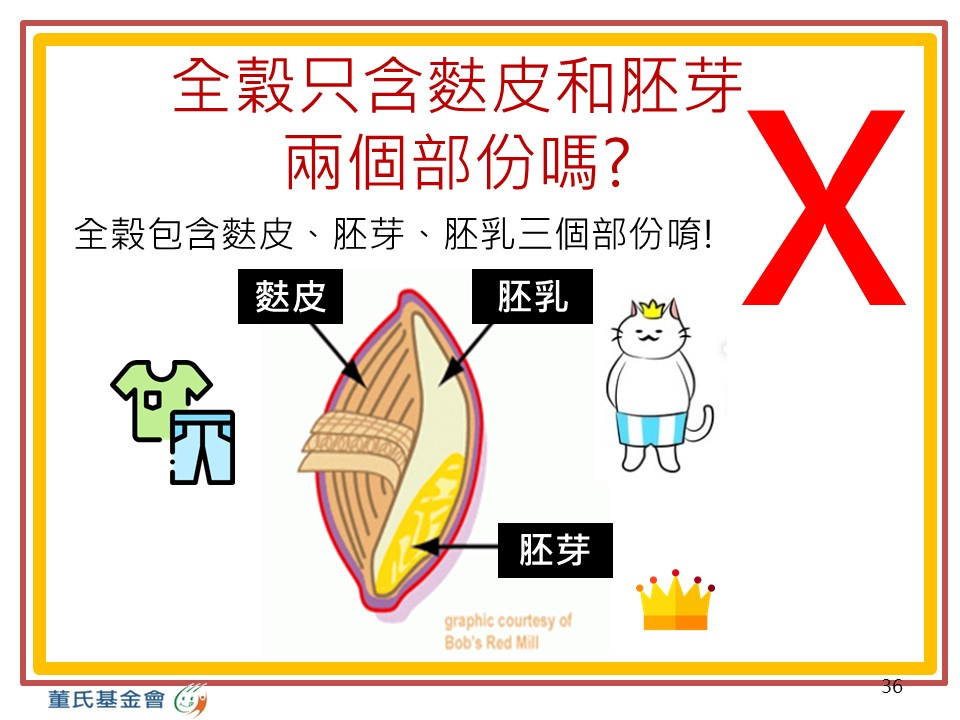 全穀只含麩皮和胚芽
兩個部份嗎?
X
全榖包含麩皮、胚芽、胚乳三個部份唷!
麩皮
胚乳
胚芽
graphic courtesy of
Bob's Red Mill
董氏基金會
36